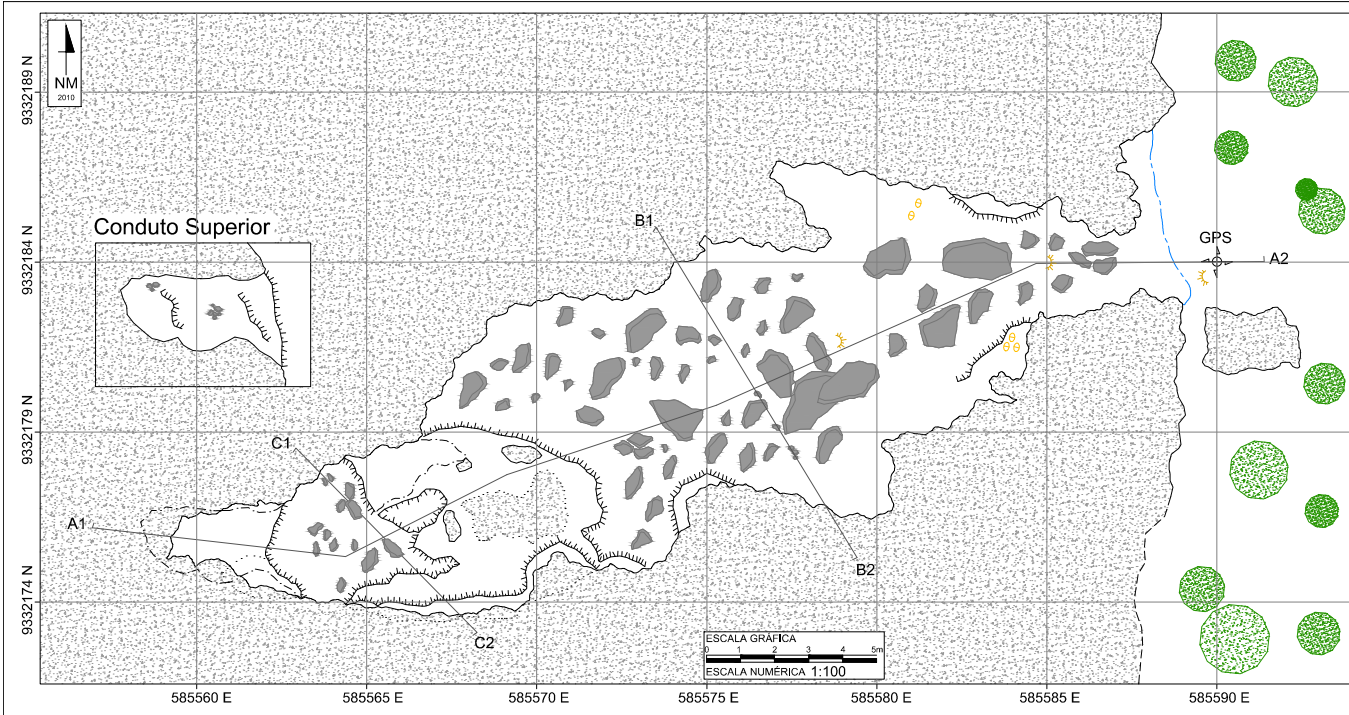 NM
2010
9332189 N
9332184 N
9332179 N
9332174 N
Conduto Superior
B1
GPS
A2
C1
A1
B2
C2
ESCALA GRÁFICA
0 1 2 3 4 5m
ESCALA NUMÉRICA 1:100
585560 E 585565 E 585570 E 585575 E 585580 E 585585 E 585590 E